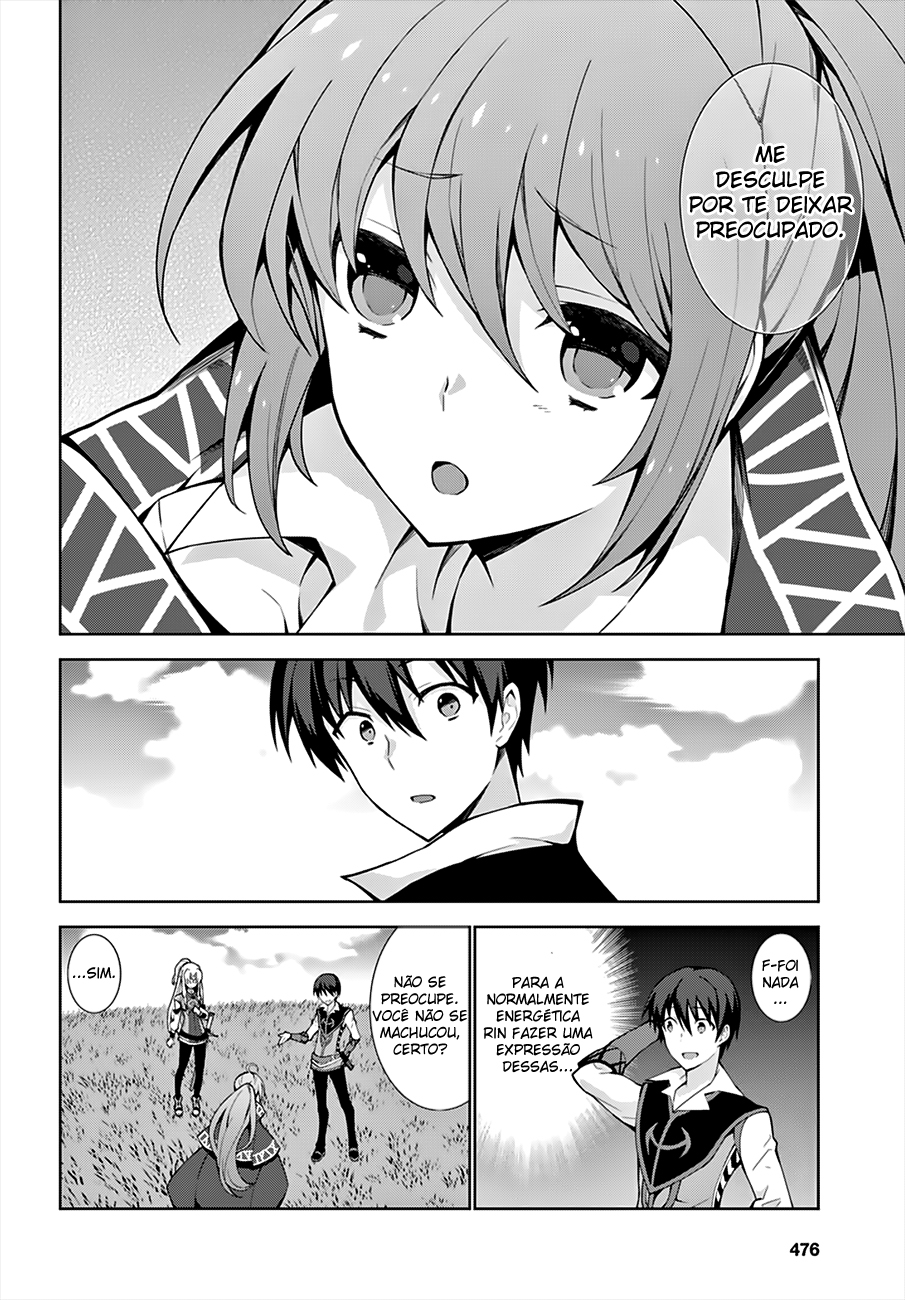 ME
DESCULPE
POR TE DEIXAR
PREOCUPADO.
F-FOI
NADA
...
PARA A
NORMALMENTE
ENERGÉTICA
RIN FAZER UMA
EXPRESSÃO
DESSAS...
NÃO SE
PREOCUPE.
VOCÊ NÃO SE
MACHUCOU,
CERTO?
...SIM.
476